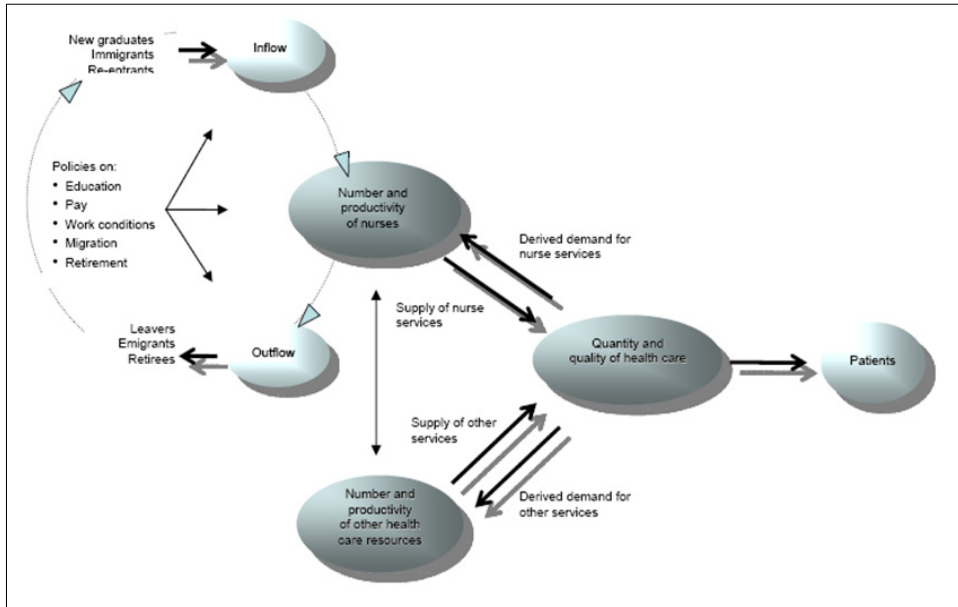 New graduates
Immigrants
Re-entrants
Inflow
Policies on:
• Education
• Pay
• Work conditions
• Migration
• Retirement
Number and
productivity
of nurses
Derived demand for
nurse services
Supply of nurse
services
Leavers
Emigrants
Retirees
Outflow
Quantity and
quality of health care
Patients
Supply of other
services
Number and
productivity
of other health
care resources
Derived demand for
other services